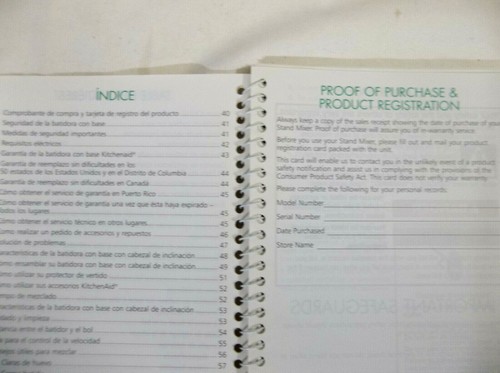 ÍNDICE
Comprobante de compra y tarjeta de registro del producto 40
Seguridad de la batidora con base 41
Medidas de seguridad importantes 41
Requisitos eléctricos 42
Garantía de la batidora con base KitchenAid® 43
Garantía de reemplazo sin dificultades en los
50 estados de los Estados Unidos y en el Distrito de Columbia 44
Garantía de reemplazo sin dificultades en Canadá 44
Cómo obtener el servicio de garantía en Puerto Rico 45
Cómo obtener el servicio de garantía una vez que ésta haya expirado –
todos los lugares 45
Cómo obtener el servicio técnico en otros lugares 45
Cómo realizar un pedido de accesorios y repuestos 46
Solución de problemas 47
Características de la batidora con base con cabezal de inclinación 48
Cómo ensamblar su batidora con cabezal de inclinación 49
Cómo utilizar su protector de vertido 51
Cómo utilizar sus accesorios KitchenAid® 52
Tiempo de mezclado 52
Características de la batidora con base con cabezal de inclinación 53
Cuidado y limpieza 53
Distancia entre el batidor y el bol 54
para el control de la velocidad 55
Consejos útiles para mezclar 56
Claras de huevo 57
PROOF OF PURCHASE &
PRODUCT REGISTRATION
Always keep a copy of the sales receipt showing the date of purchase of your
Stand Mixer. Proof of purchase will assure you of in-warranty service.
Before you use your Stand Mixer, please fill out and mail your product
registration card packed with the unit.
This card will enable us to contact you in the unlikely event of a product
safety notification and assist us in complying with the provisions of the
Consumer Product Safety Act. This card does not verify your warranty.
Please complete the following for your personal records:
Model Number
Serial Number
Date Purchased
Store Name